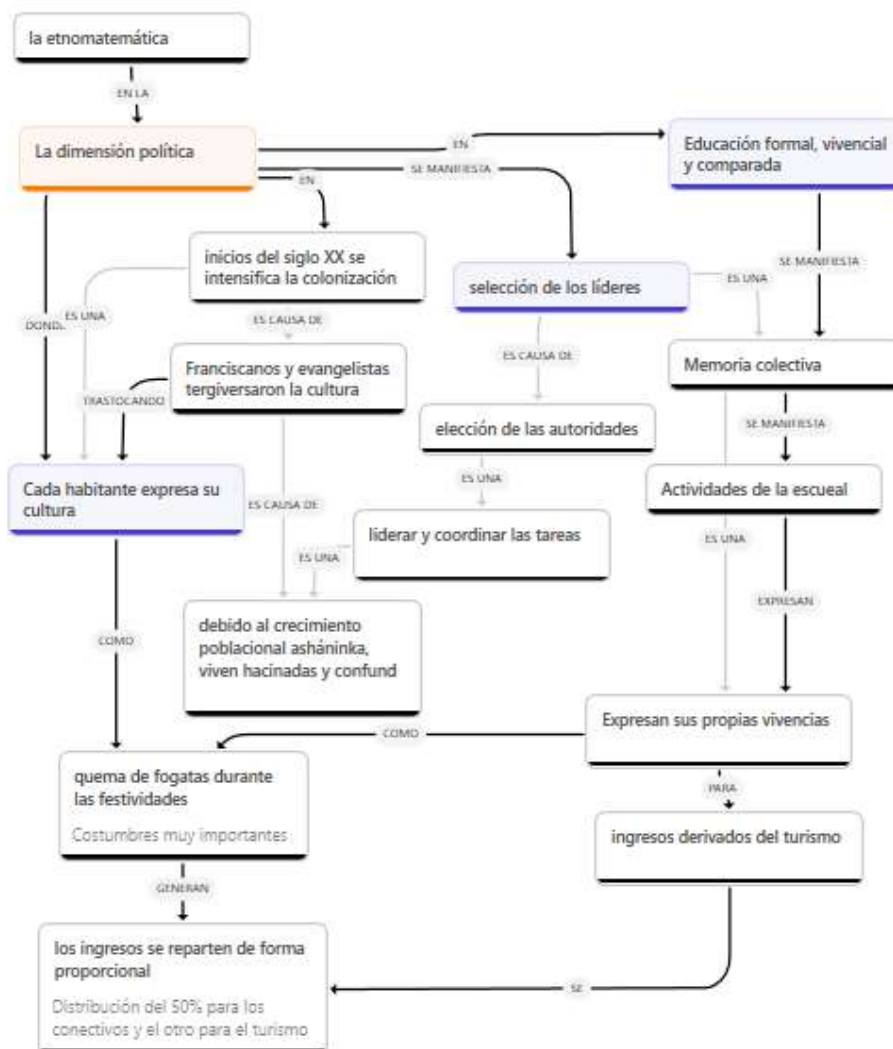 la etnomatemática
EN LA
La dimensión política
EN
Educación formal, vivencial
y comparada
SE MANIFIESTA
EN
inicios del siglo XX se
intensifica la colonización
selección de los líderes
SE MANIFIESTA
ES UNA
ES UNA
DONDE
ES CAUSA DE
Franciscanos y evangelistas
tergiversaron la cultura
ES CAUSA DE
Memoria colectiva
TRASTOCANDO
elección de las autoridades
SE MANIFIESTA
Cada habitante expresa su
cultura
ES UNA
Actividades de la escueal
ES CAUSA DE
liderar y coordinar las tareas
ES UNA
ES UNA
EXPRESAN
debido al crecimiento
poblacional asháninka,
viven hacinadas y confund
COMO
Expresan sus propias vivencias
COMO
quema de fogatas durante
las festividades
Costumbres muy importantes
PARA
ingresos derivados del turismo
GENERAN
los ingresos se reparten de forma
proporcional
Distribución del 50% para los
conectivos y el otro para el turismo
SE